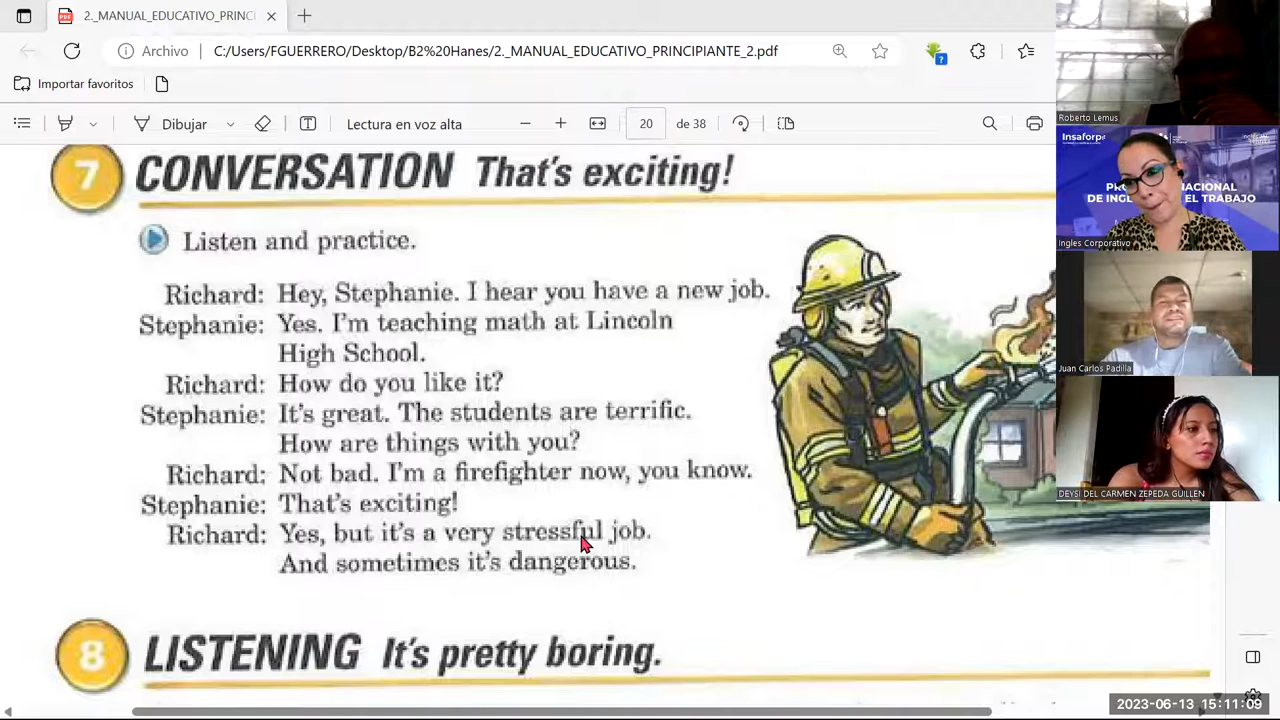 2._MANUAL_EDUCATIVO_PRINCI
Archivo
C:/Users/FGUERRERO/Desktop/32%20Hanes/2._MANUAL_EDUCATIVO_PRINCIPIANTE_2.pdf
Importar favoritos
Dibujar
Lectura en voz alta
20
de 38
7 CONVERSATION That's exciting!
Listen and practice.
Richard: Hey, Stephanie. I hear you have a new job.
Stephanie: Yes. I'm teaching math at Lincoln
High School.
Richard: How do you like it?
Stephanie: It's great. The students are terrific.
How are things with you?
Richard: Not bad. I'm a firefighter now, you know.
Stephanie: That's exciting!
Richard: Yes, but it's a very stressful job.
And sometimes it's dangerous.
8 LISTENING It's pretty boring.
Roberto Lemus
Insaforp
NACIONAL
DE EL TRABAJO
Ingles Corporativo
Juan Carlos Padilla
DEYSI DEL CARMEN ZEPEDA GUILLEN
2023-06-13 15:11:09